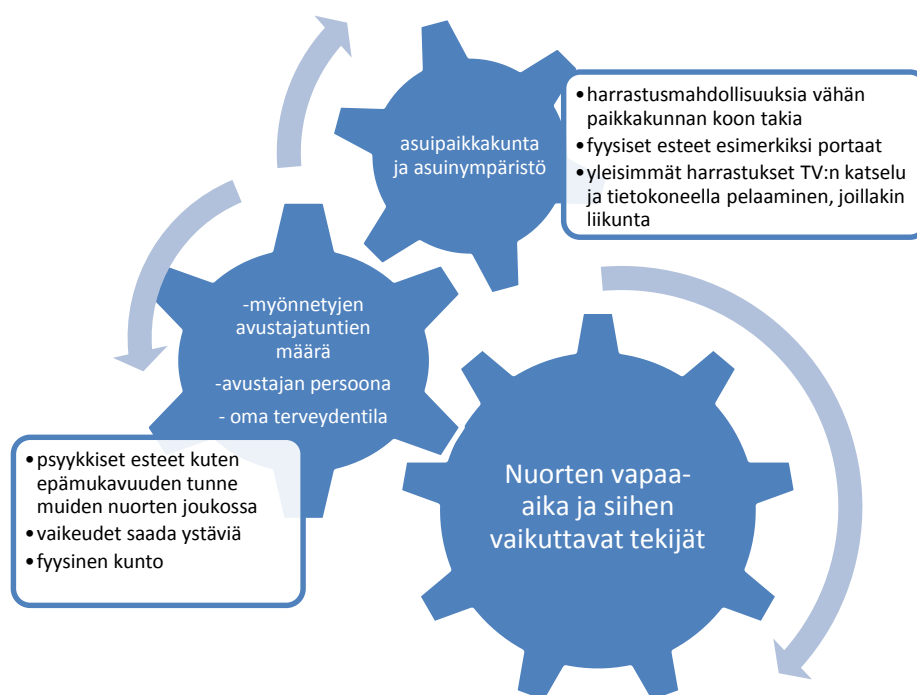 asuipaikkakunta
ja asuinympäristö
•harrastusmahdollisuuksia vähän
paikkakunnan koon takia
•fyysiset esteet esimerkiksi portaat
•yleisimmät harrastukset TV:n katselu
ja tietokoneella pelaaminen, joillakin
liikunta
-myönnetyjen
avustajatuntien
määrä
-avustajan persoona
- oma terveydentila
•psyykkiset esteet kuten
epämukavuuden tunne
muiden nuorten joukossa
•vaikeudet saada ystäviä
•fyysinen kunto
Nuorten vapaa-
aika ja siihen
vaikuttavat tekijät